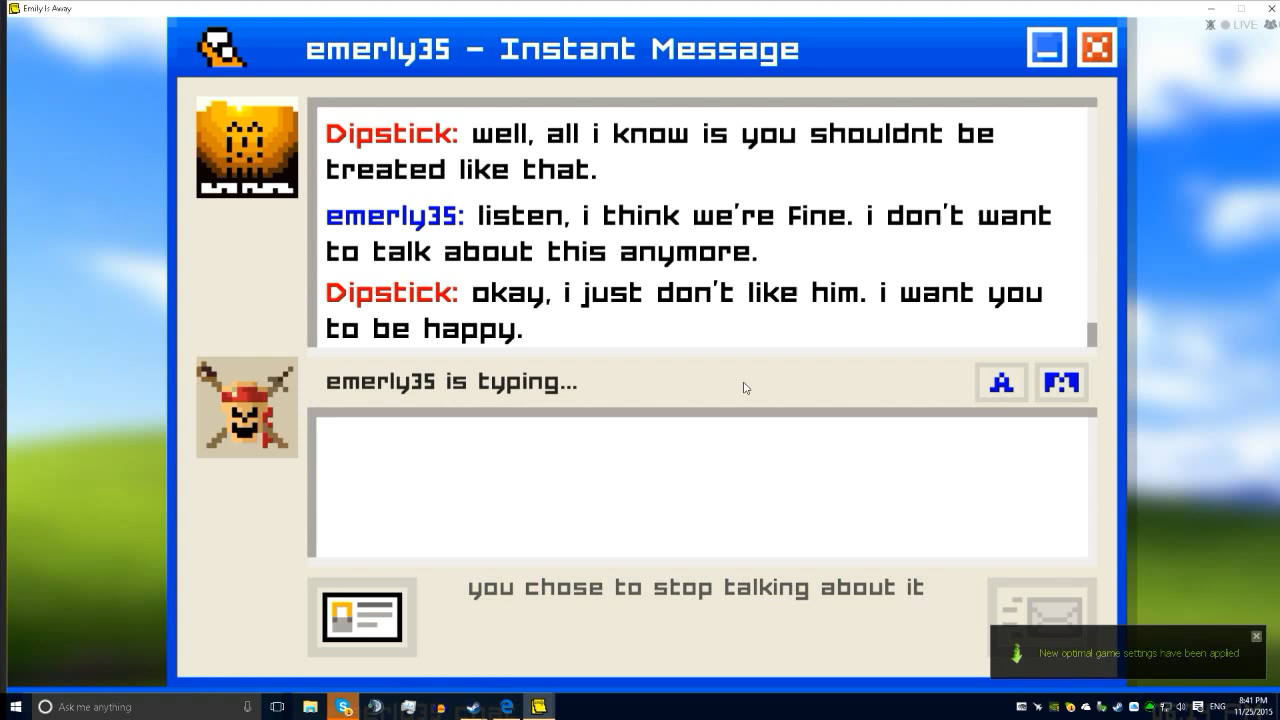 Emily Is Away
LIVE
emerly35 - Instant Message
Dipstick: well, all i know is you shouldnt be
treated like that.
emerly35: listen, i think we're fine. i don't want
to talk about this anymore.
Dipstick: okay, i just don't like him. i want you
to be happy.
emerly35 is typing...
you chose to stop talking about it
New optimal game settings have been applied
Ask me anything
ENG
8:41 PM
11/25/2015